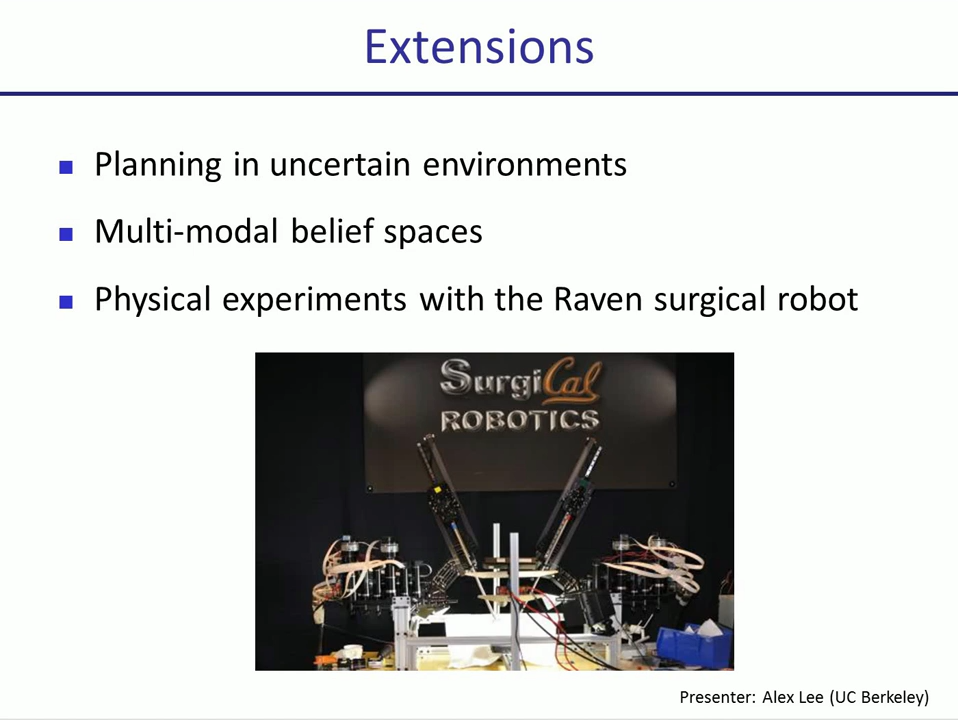 Extensions
Planning in uncertain environments
Multi-modal belief spaces
Physical experiments with the Raven surgical robot
SurgiCal
ROBOTICS
Presenter: Alex Lee (UC Berkeley)